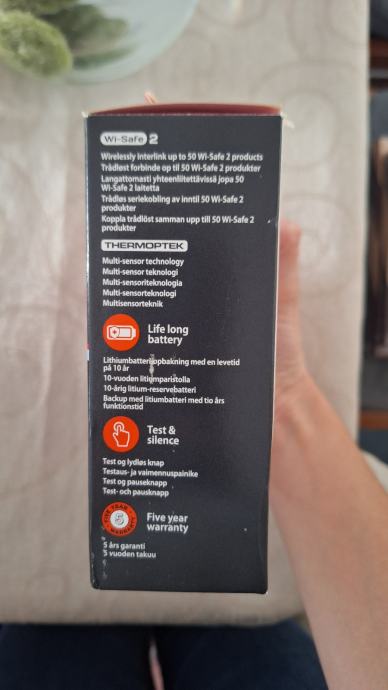 Wi-Safe 2
Wirelessly interlink up to 50 Wi-Safe 2 products
Trådløst forbinde op til 50 Wi-Safe 2 produkter
Langattomasti yhteenliitettävissä jopa 50
Wi-Safe 2 laitetta
Trådløs seriekobling av inntil 50 Wi-Safe 2
produkter
Koppla trådlöst samman upp till 50 Wi-Safe 2
produkter
THERMOPTEK
Multi-sensor technology
Multi-sensor teknologi
Multi-sensoriteknologia
Multi-sensorteknologi
Multisensorteknik
Life long
battery
Lithiumbatteriopbakning med en levetid
på 10 år
10-vuoden litiumparistolla
10-årig litium-reservebatteri
Backup med litiumbatteri med tio års
funktionstid
Test &
silence
Test og lydløs knap
Testaus- ja vaimennuspainike
Test og pauseknapp
Test- och pausknapp
FIVE YEAR
5
WARRANTY
Five year
warranty
5 års garanti
5 vuoden takuu